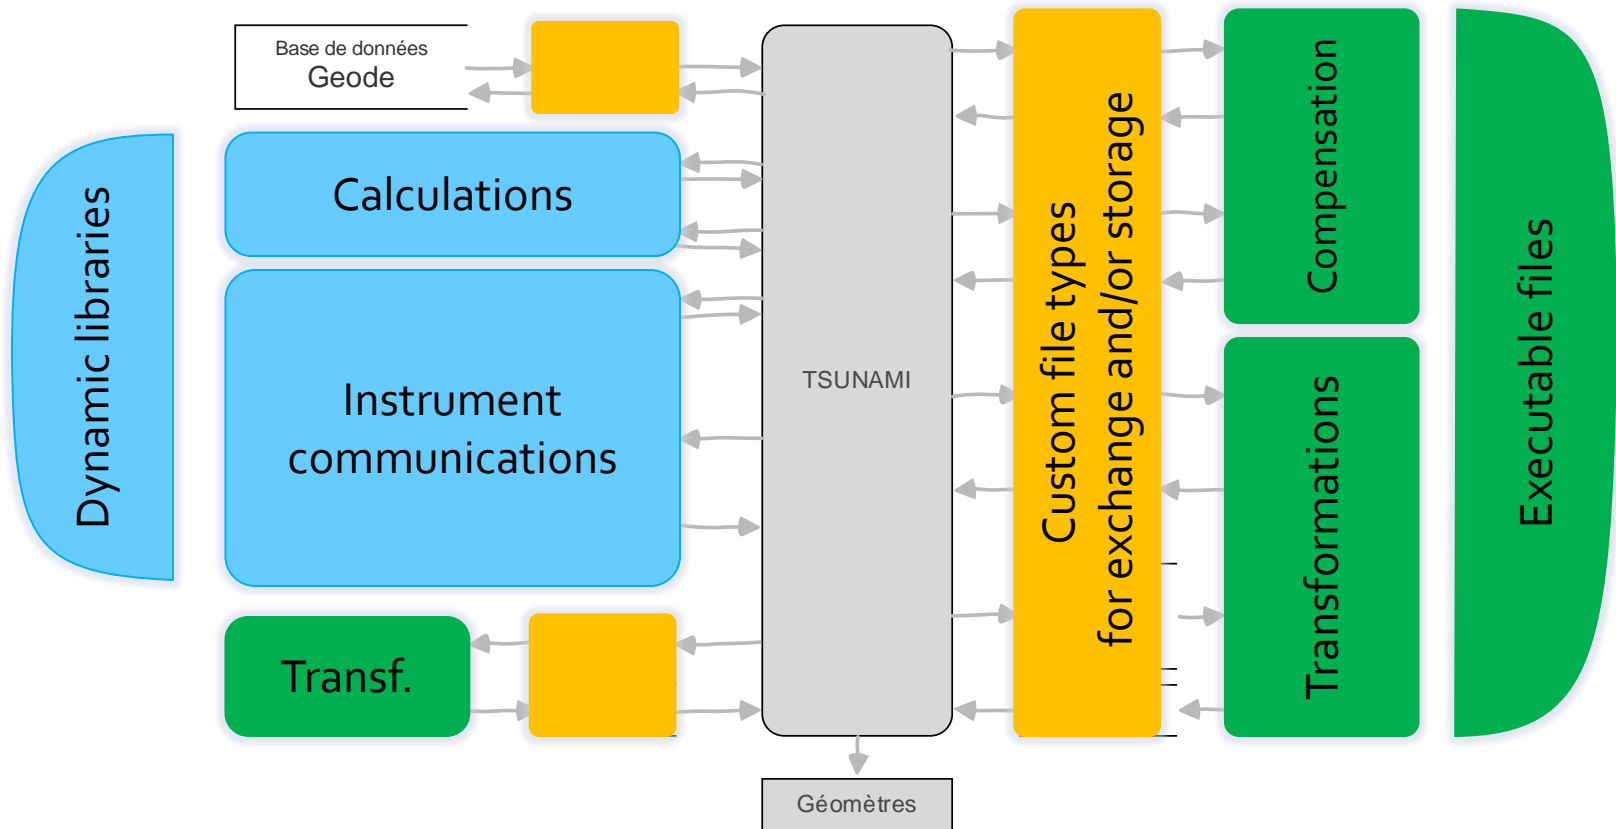 Base de données
Geode
Calculations
Dynamic libraries
Instrument
communications
Transf.
TSUNAMI
Géomètres
Custom file types
for exchange and/or storage
Compensation
Transformations
Executable files